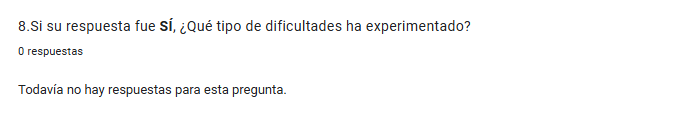 8.Si su respuesta fue SÍ, ¿Qué tipo de dificultades ha experimentado?
0 respuestas
Todavía no hay respuestas para esta pregunta.